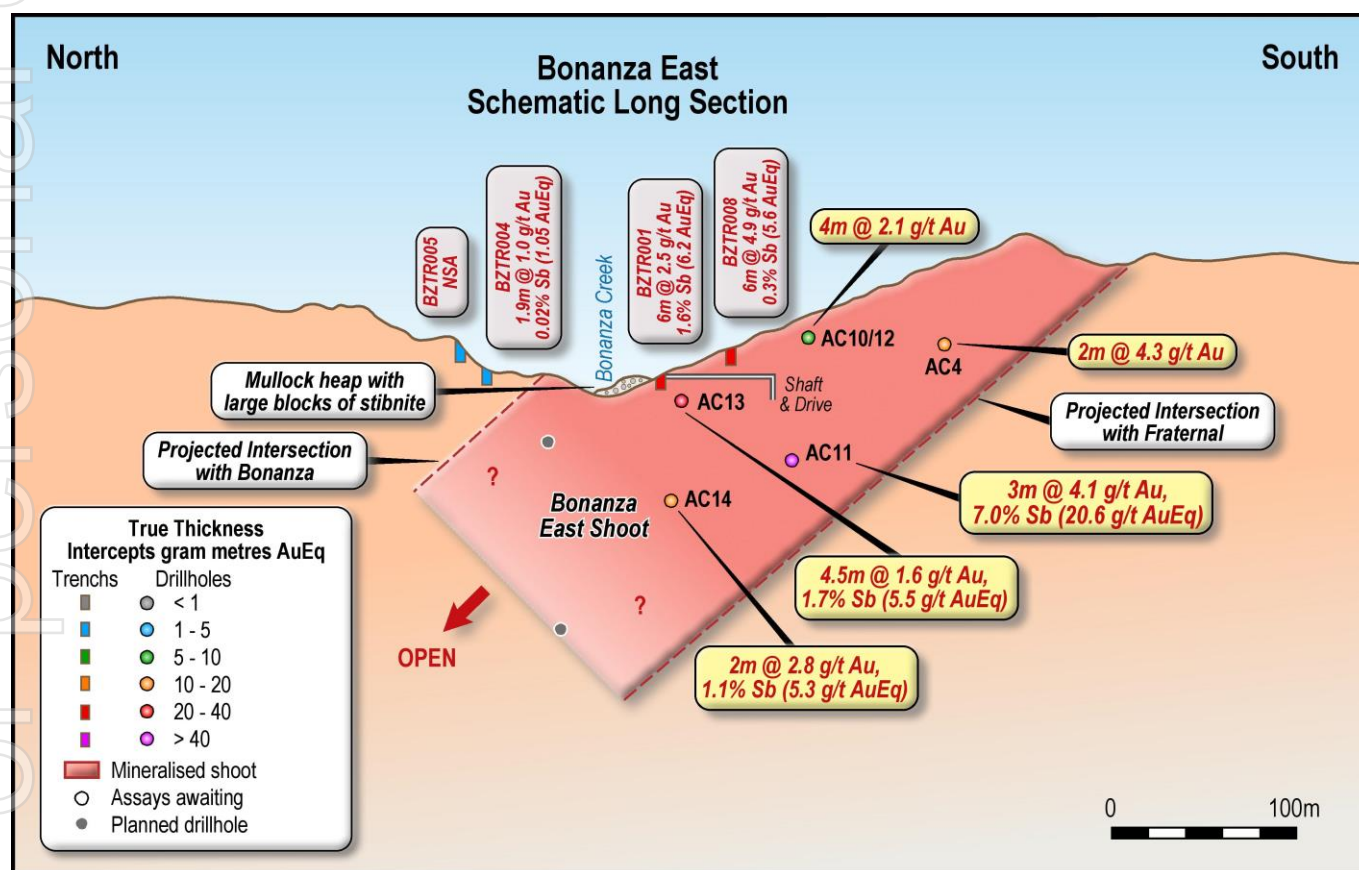 North
South
Bonanza East
Schematic Long Section
BZTR005
NSA
BZTR004
1.9m @ 1.0 g/t Au
0.02% Sb (1.05 AuEq)
Bonanza Creek
BZTR001
6m @ 2.5 g/t Au
1.6% Sb (6.2 AuEq)
BZTR008
6m @ 4.9 g/t Au
0.3% Sb (5.6 AuEq)
4m @ 2.1 g/t Au
AC10/12
AC4
2m @ 4.3 g/t Au
Mullock heap with
large blocks of stibnite
AC13
Shaft
& Drive
Projected Intersection
with Fraternal
Projected Intersection
with Bonanza
?
AC11
3m @ 4.1 g/t Au,
7.0% Sb (20.6 g/t AuEq)
Bonanza
East Shoot
AC14
4.5m @ 1.6 g/t Au,
1.7% Sb (5.5 g/t AuEq)
?
OPEN
2m @ 2.8 g/t Au,
1.1% Sb (5.3 g/t AuEq)
True Thickness
Intercepts gram metres AuEq
Trenchs Drillholes
< 1
1 - 5
5 - 10
10 - 20
20 - 40
> 40
Mineralised shoot
Assays awaiting
Planned drillhole
0 100m